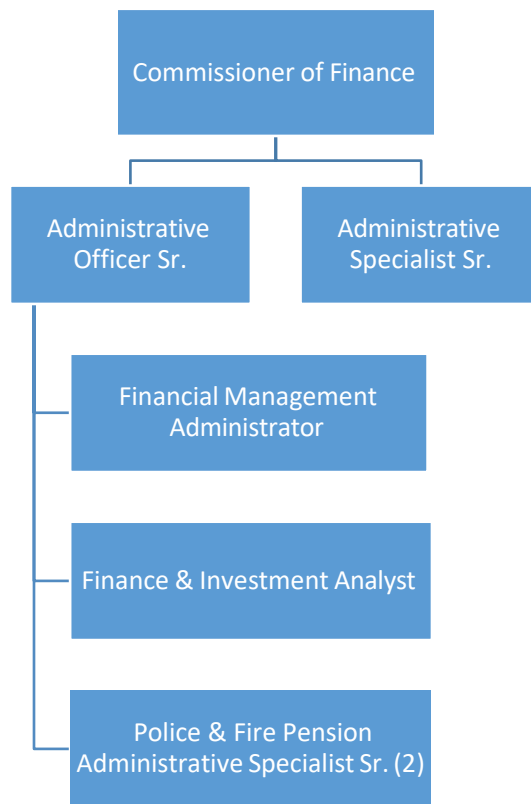 Commissioner of Finance
Administrative
Officer Sr.
Administrative
Specialist Sr.
Financial Management
Administrator
Finance & Investment Analyst
Police & Fire Pension
Administrative Specialist Sr. (2)